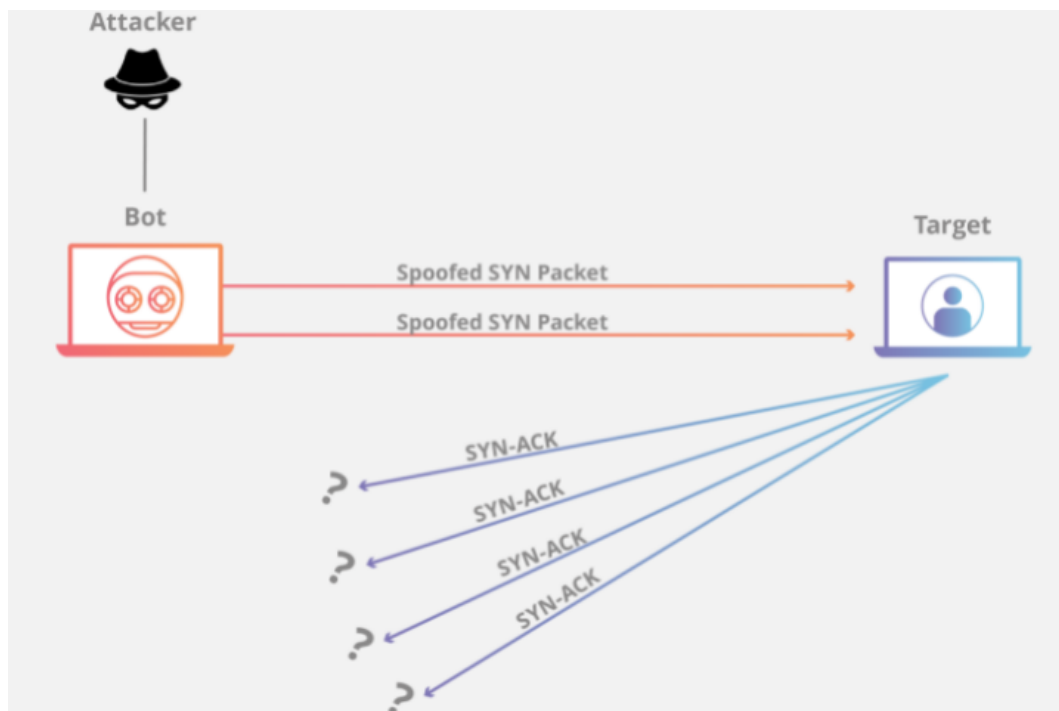 Attacker
Bot
Target
Spoofed SYN Packet
Spoofed SYN Packet
SYN-ACK
?
SYN-ACK
?
SYN-ACK
?
SYN-ACK
?